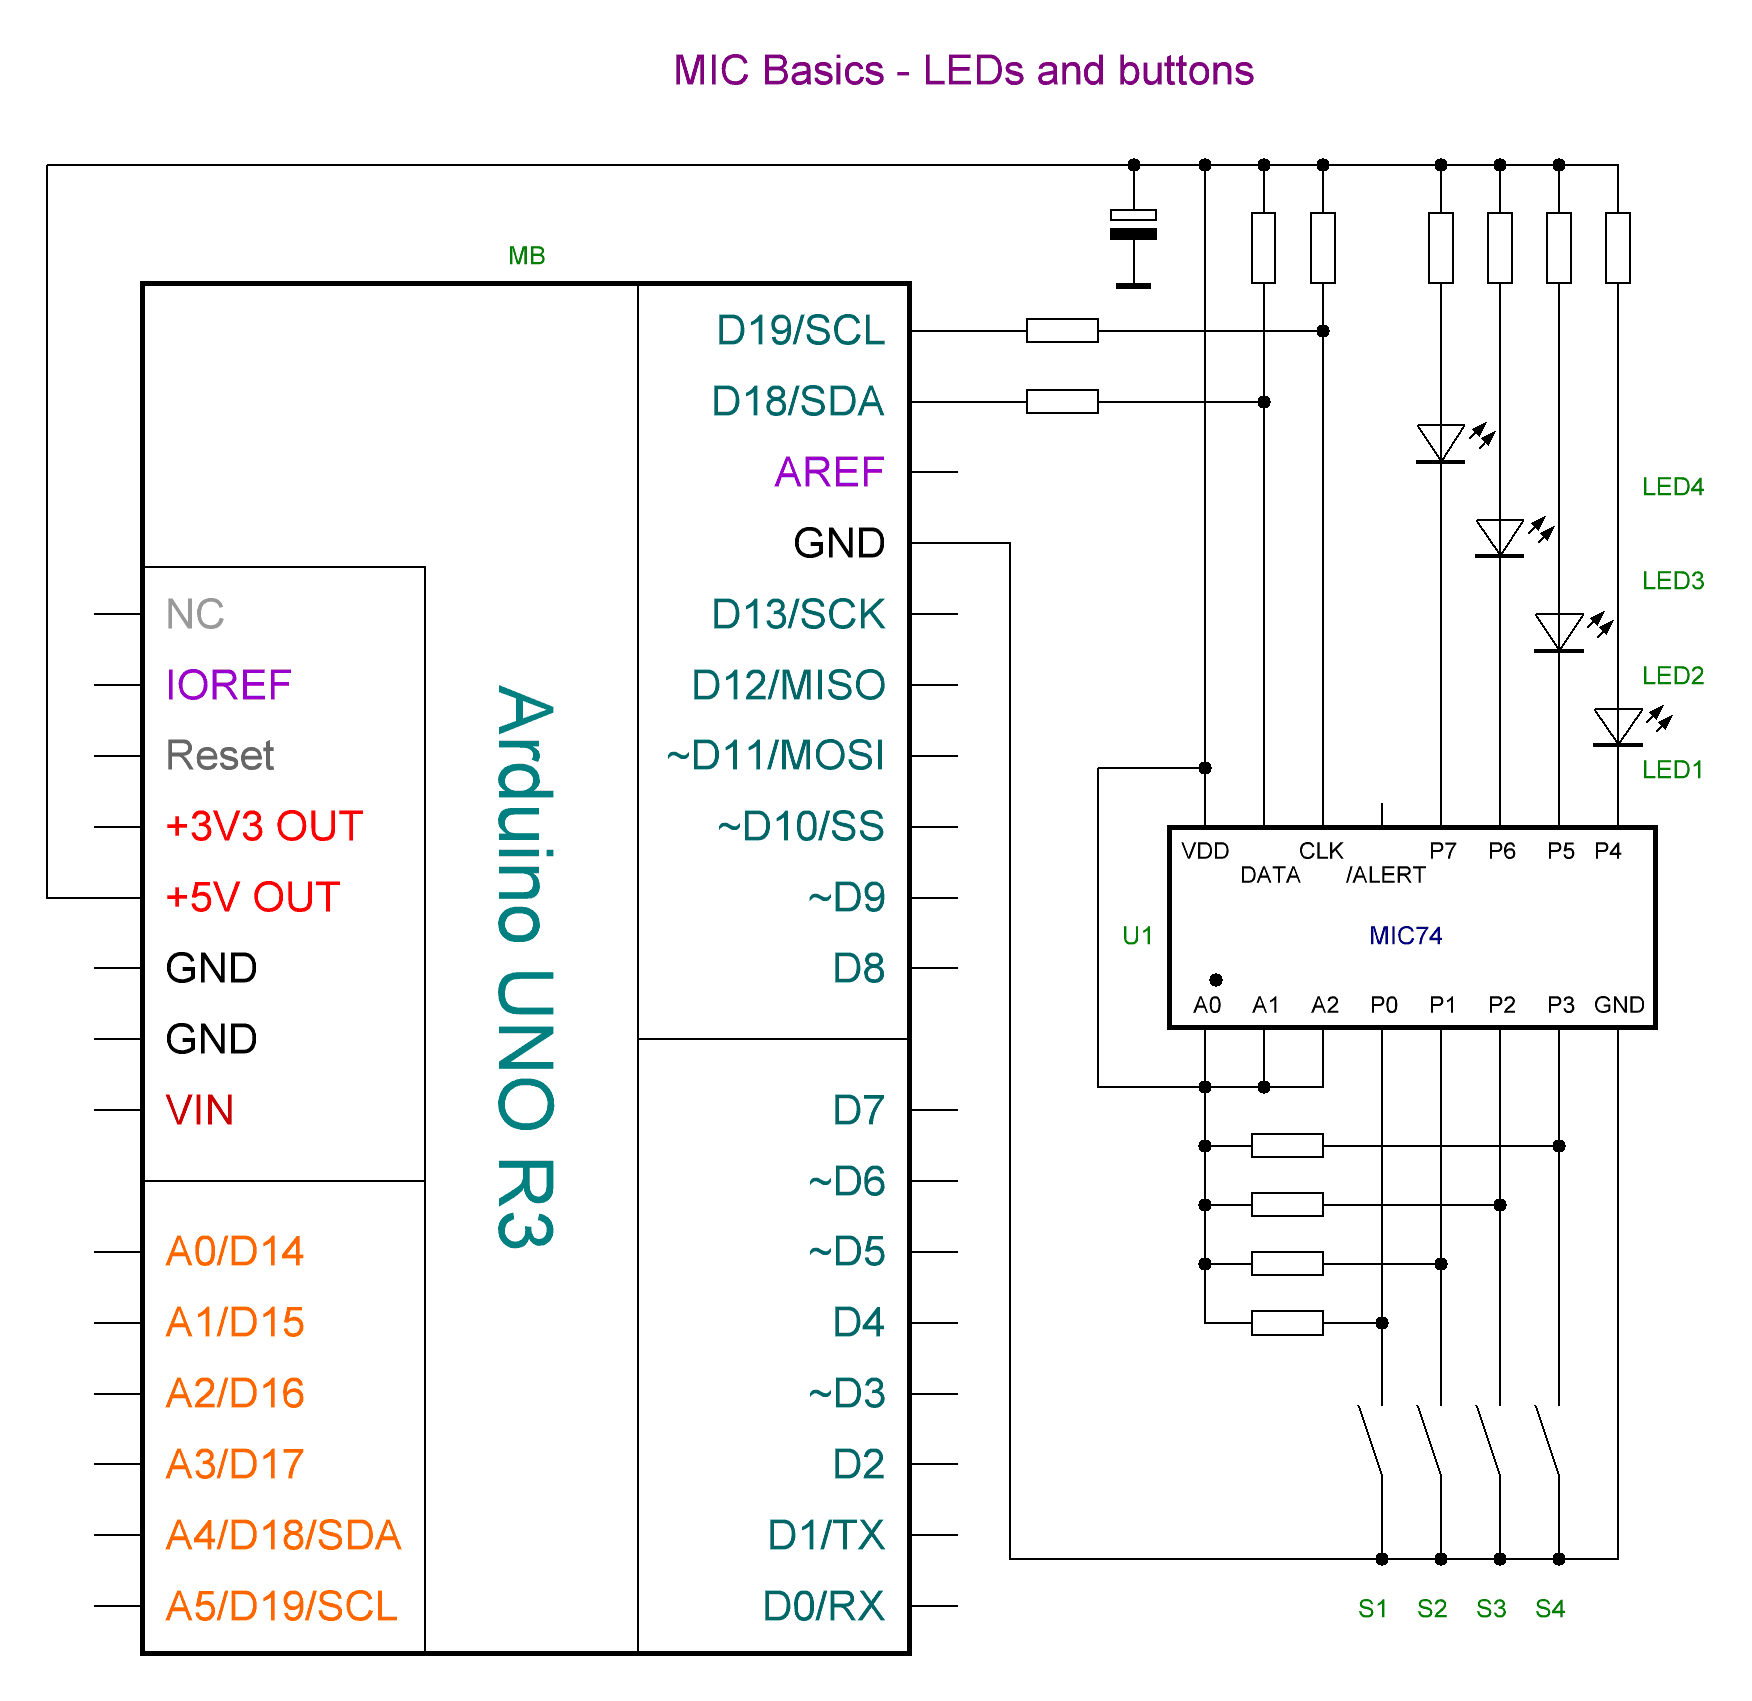 MIC Basics - LEDs and buttons
MB
D19/SCL
D18/SDA
AREF
GND
D13/SCK
D12/MISO
~D11/MOSI
~D10/SS
~D9
D8
D7
~D6
~D5
D4
~D3
D2
D1/TX
D0/RX
NC
IOREF
Reset
+3V3 OUT
+5V OUT
GND
GND
VIN
A0/D14
A1/D15
A2/D16
A3/D17
A4/D18/SDA
A5/D19/SCL
Arduino UNO R3
LED4
LED3
LED2
LED1
VDD CLK P7 P6 P5 P4
DATA /ALERT
U1 MIC74
A0 A1 A2 P0 P1 P2 P3 GND
S1 S2 S3 S4